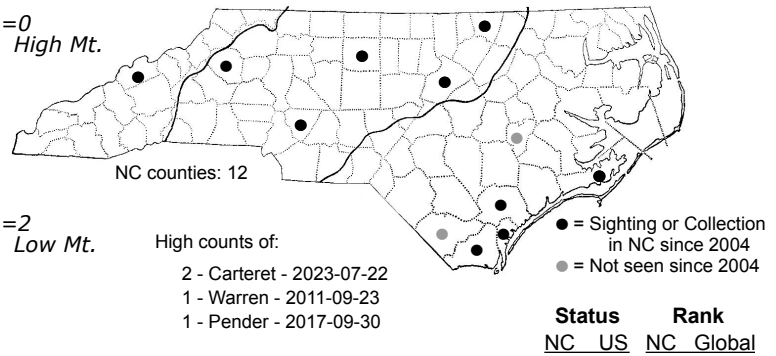 =0
High Mt.
NC counties: 12
=2
Low Mt.
High counts of:
2 - Carteret - 2023-07-22
1 - Warren - 2011-09-23
1 - Pender - 2017-09-30
= Sighting or Collection
in NC since 2004
= Not seen since 2004
Status Rank
NC US NC Global